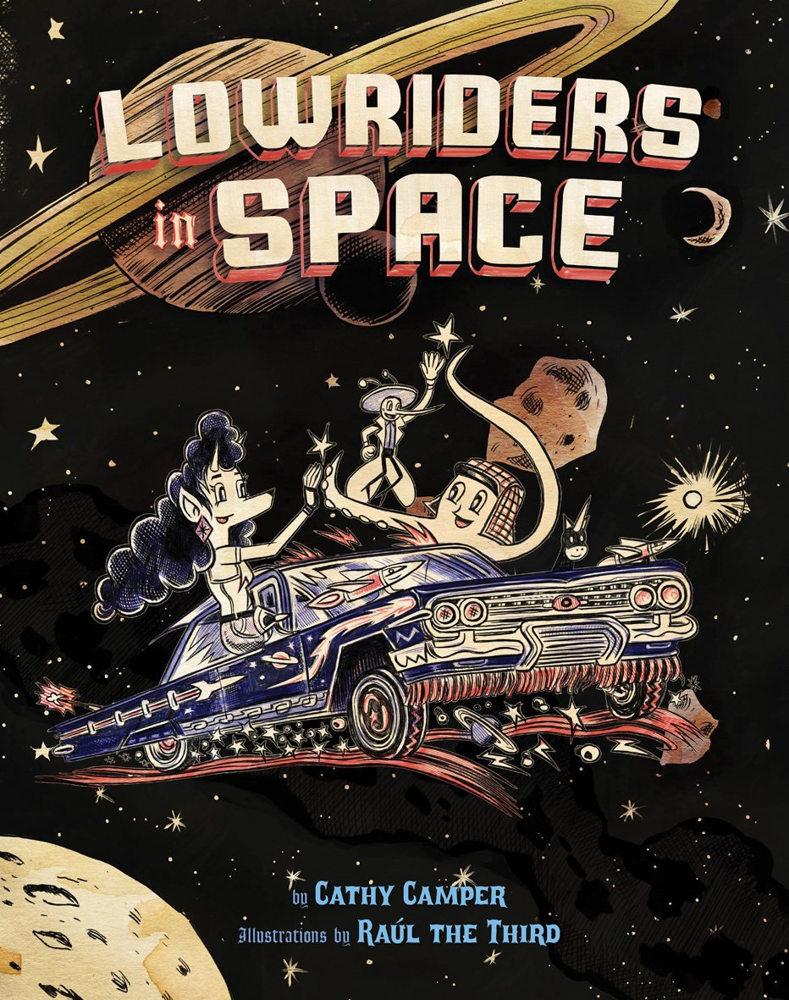 LOWRIDERS
in SPACE
by CATHY CAMPER
Illustrations by RAÚL THE THIRD